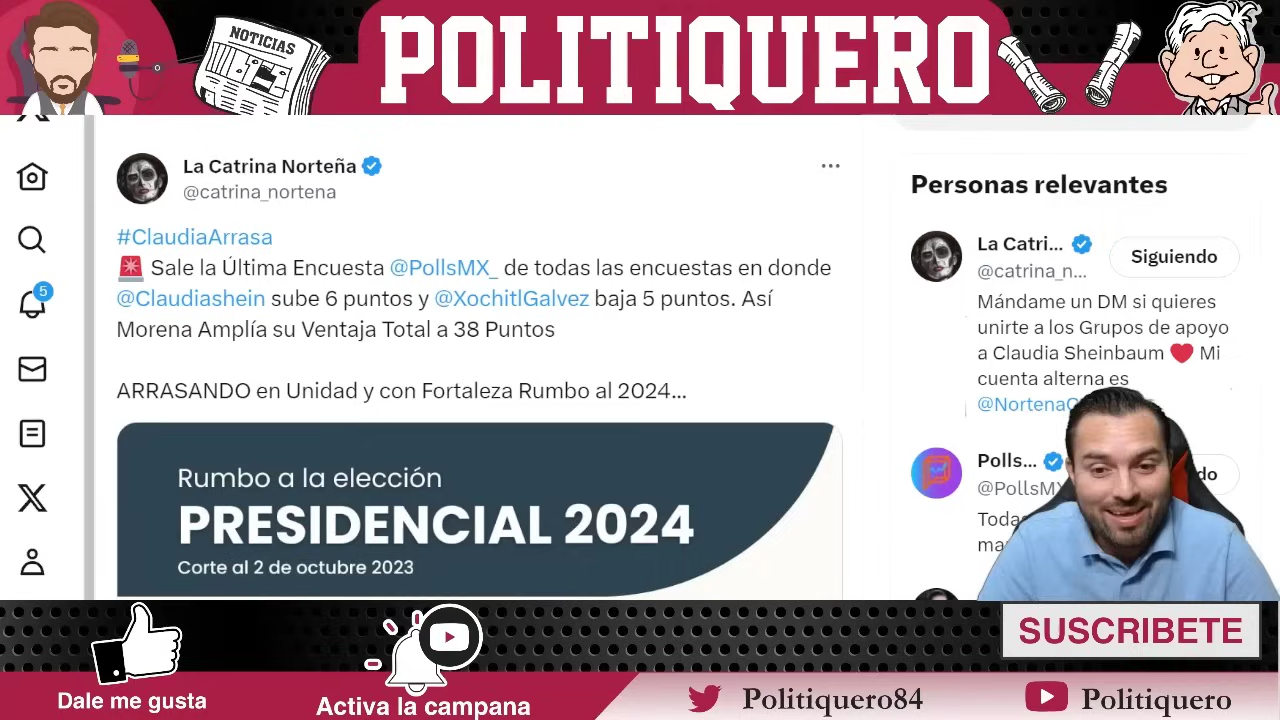 NOTICIAS
POLITIQUERO
La Catrina Norteña
@catrina_nortena
#ClaudiaArrasa
🚨 Sale la Última Encuesta @PollsMX_ de todas las encuestas en donde
@Claudiashein sube 6 puntos y @XochitlGalvez baja 5 puntos. Así
Morena Amplía su Ventaja Total a 38 Puntos
ARRASANDO en Unidad y con Fortaleza Rumbo al 2024...
Rumbo a la elección
PRESIDENCIAL 2024
Corte al 2 de octubre 2023
5
Personas relevantes
La Catri...
@catrina_n...
Siguiendo
Mándame un DM si quieres
unirte a los Grupos de apoyo
a Claudia Sheinbaum ❤️ Mi
cuenta alterna es
Polls...
SUSCRIBETE
Dale me gusta
Activa la campana
Politiquero84
Politiquero